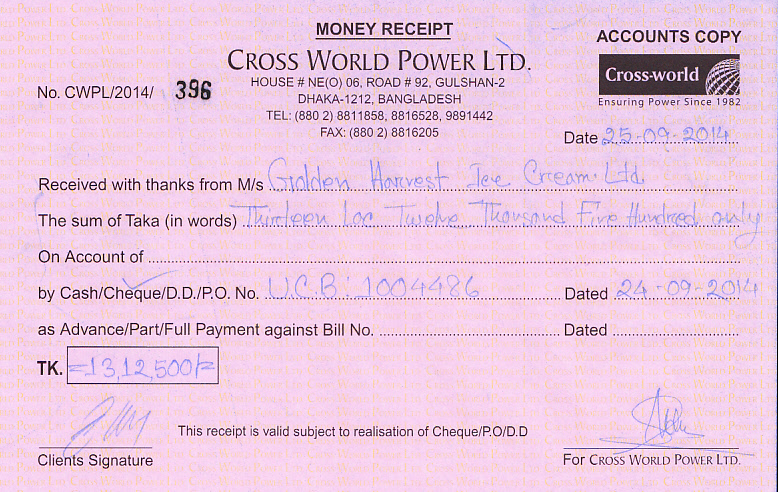 MONEY RECEIPT
ACCOUNTS COPY
CROSS WORLD POWER LTD.
Cross-world
Ensuring Power Since 1982
HOUSE # NE(O) 06, ROAD # 92, GULSHAN-2
No. CWPL/2014/ 396
DHAKA-1212, BANGLADESH
TEL: (880 2) 8811858, 8816528, 9891442
FAX: (880 2) 8816205
Date 25-09-2014
Received with thanks from M/s Golden Harvest Ice Cream Ltd
The sum of Taka (in words) Thirteen Lac Twelve Thousand Five Hundred only
On Account of
by Cash/Cheque/D.D./P.O. No. U.C.B: 1004486 Dated 24-09-2014
as Advance/Part/Full Payment against Bill No. Dated
TK. =13,12,500/=
This receipt is valid subject to realisation of Cheque/P.O/D.D
Clients Signature
For CROSS WORLD POWER LTD.